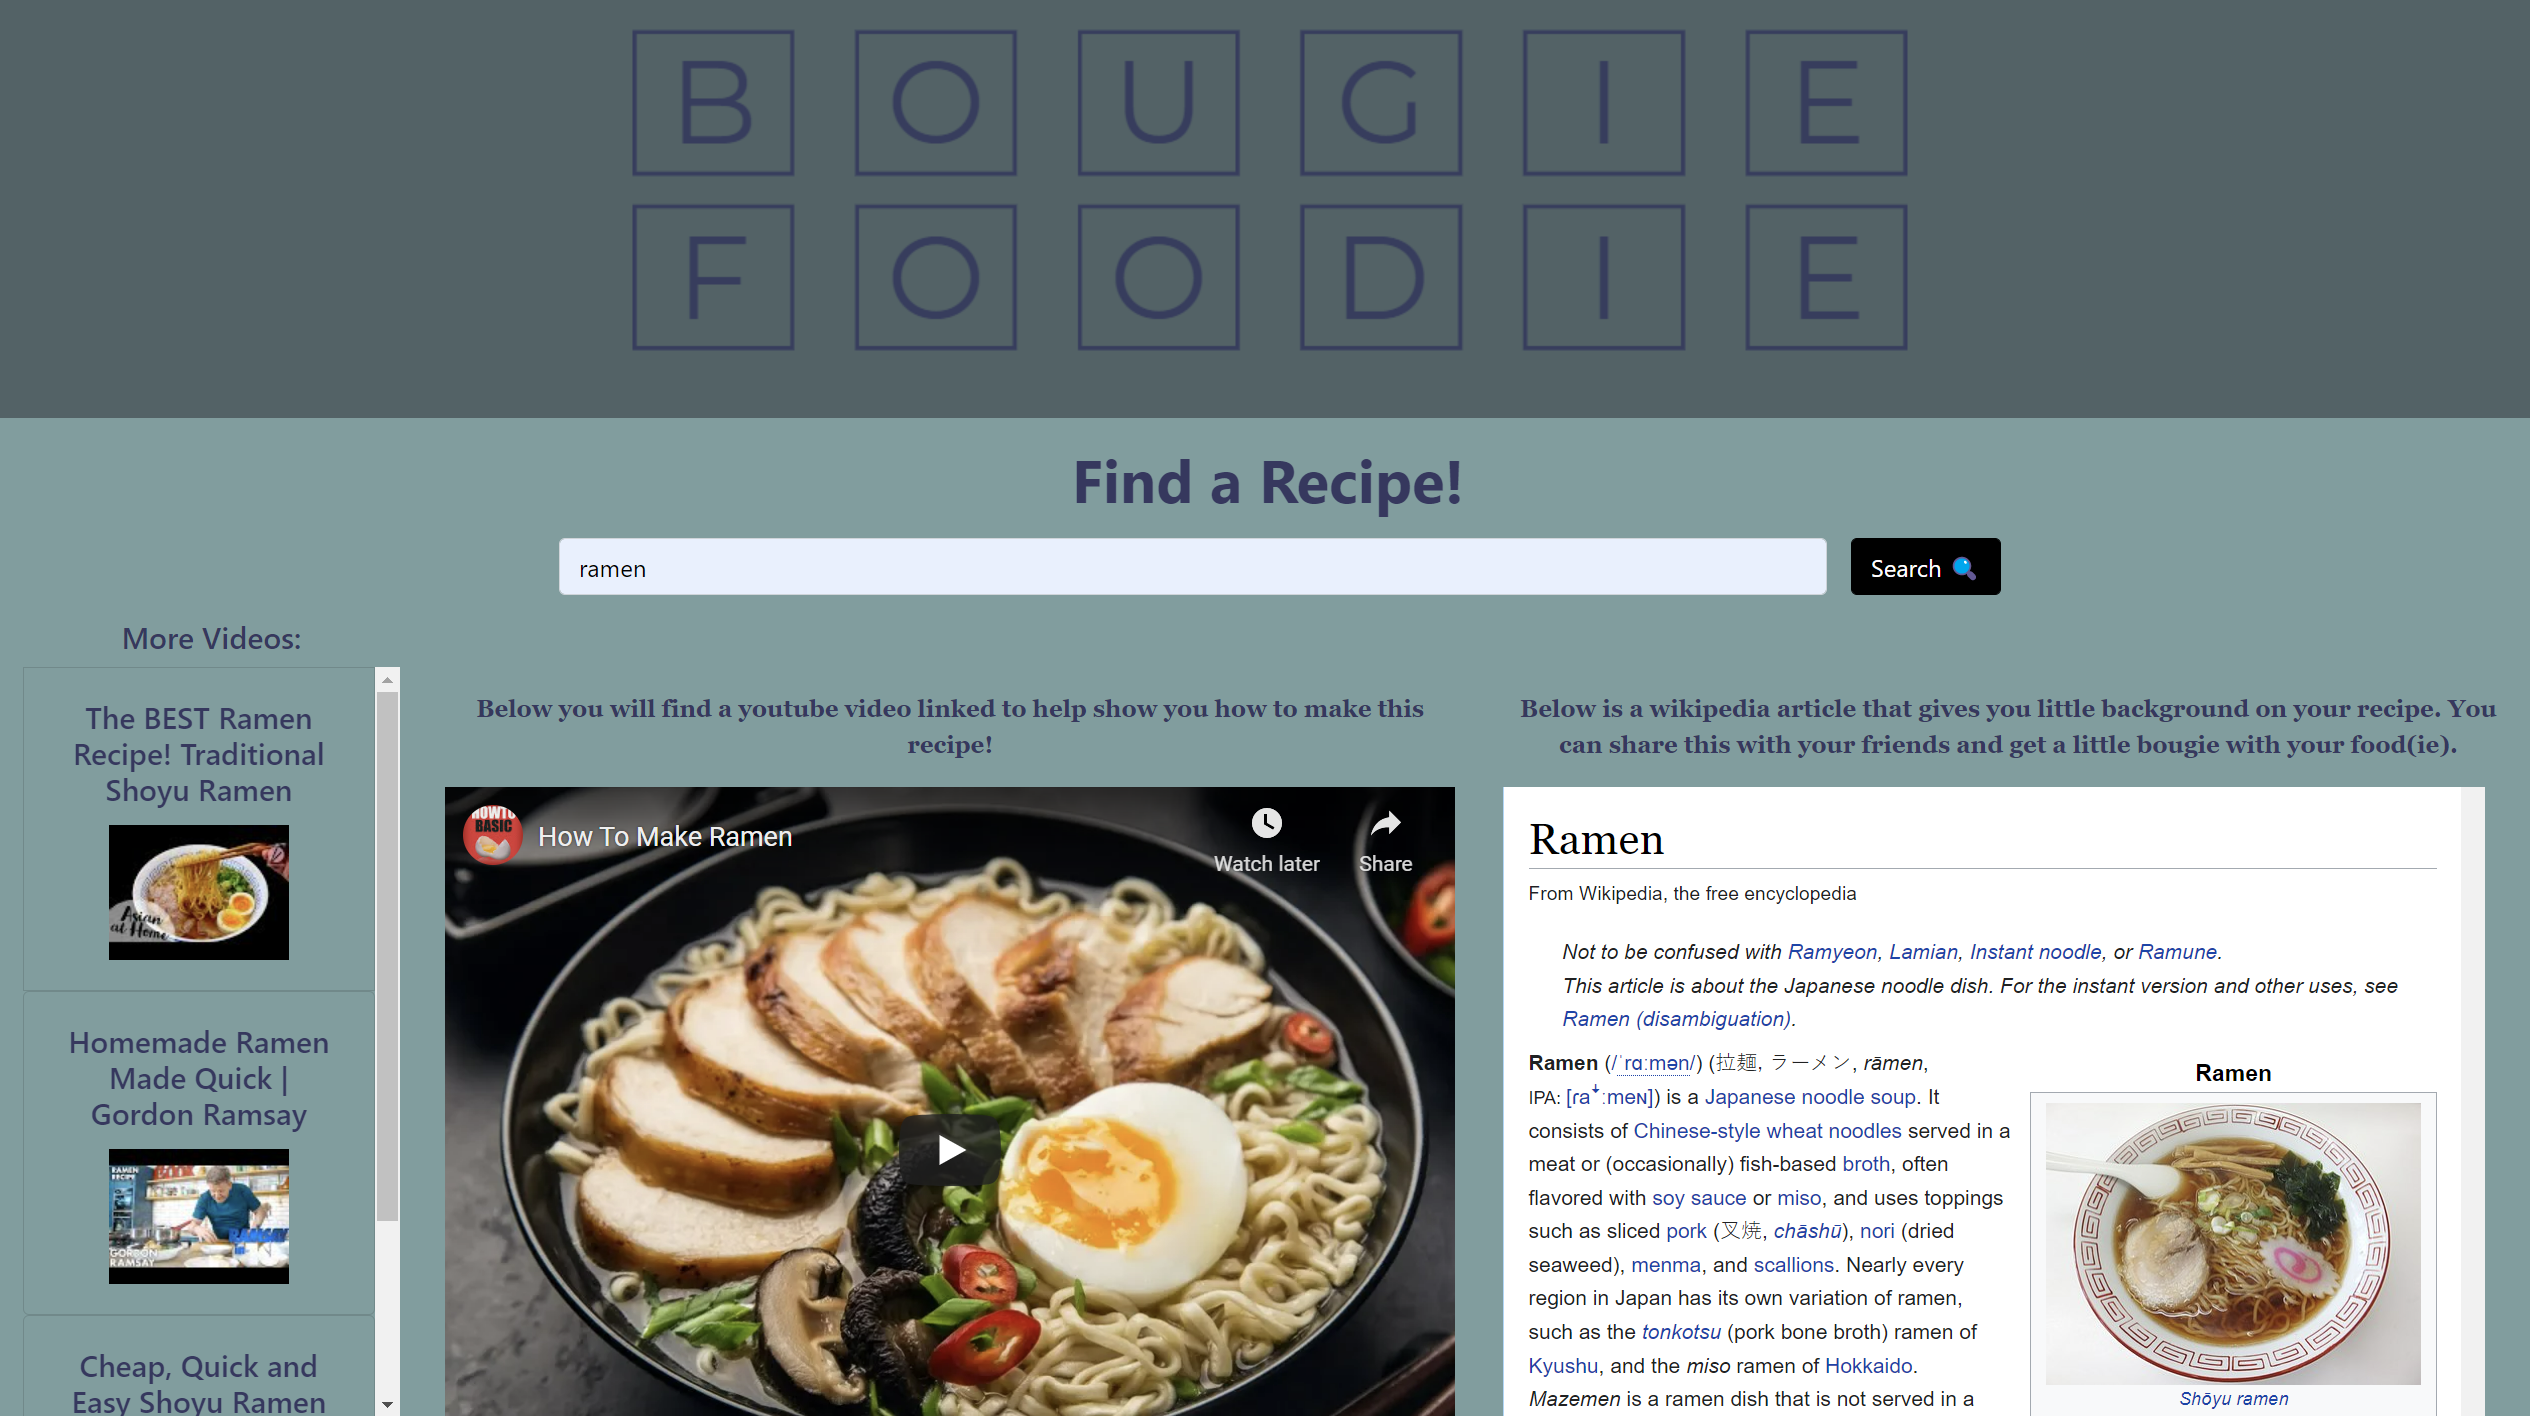 BOUGIE
FOODIE
Find a Recipe!
ramen
Search
More Videos:
The BEST Ramen
Recipe! Traditional
Shoyu Ramen
Asian
at Home
Homemade Ramen
Made Quick |
Gordon Ramsay
RAMEN
RECIPE
RAMSAY
GORDON
RAMSAY
Cheap, Quick and
Easy Shoyu Ramen
Below you will find a youtube video linked to help show you how to make this
recipe!
HOWTO
BASIC
How To Make Ramen
Watch later
Share
Below is a wikipedia article that gives you little background on your recipe. You
can share this with your friends and get a little bougie with your food(ie).
Ramen
From Wikipedia, the free encyclopedia
Not to be confused with Ramyeon, Lamian, Instant noodle, or Ramune.
This article is about the Japanese noodle dish. For the instant version and other uses, see
Ramen (disambiguation).
Ramen (/ˈrɑːmən/) (拉麺, ラーメン, rāmen,
IPA: [ɾaꜜːmeɴ]) is a Japanese noodle soup. It
consists of Chinese-style wheat noodles served in a
meat or (occasionally) fish-based broth, often
flavored with soy sauce or miso, and uses toppings
such as sliced pork (叉焼, chāshū), nori (dried
seaweed), menma, and scallions. Nearly every
region in Japan has its own variation of ramen,
such as the tonkotsu (pork bone broth) ramen of
Kyushu, and the miso ramen of Hokkaido.
Mazemen is a ramen dish that is not served in a
Ramen
Shōyu ramen